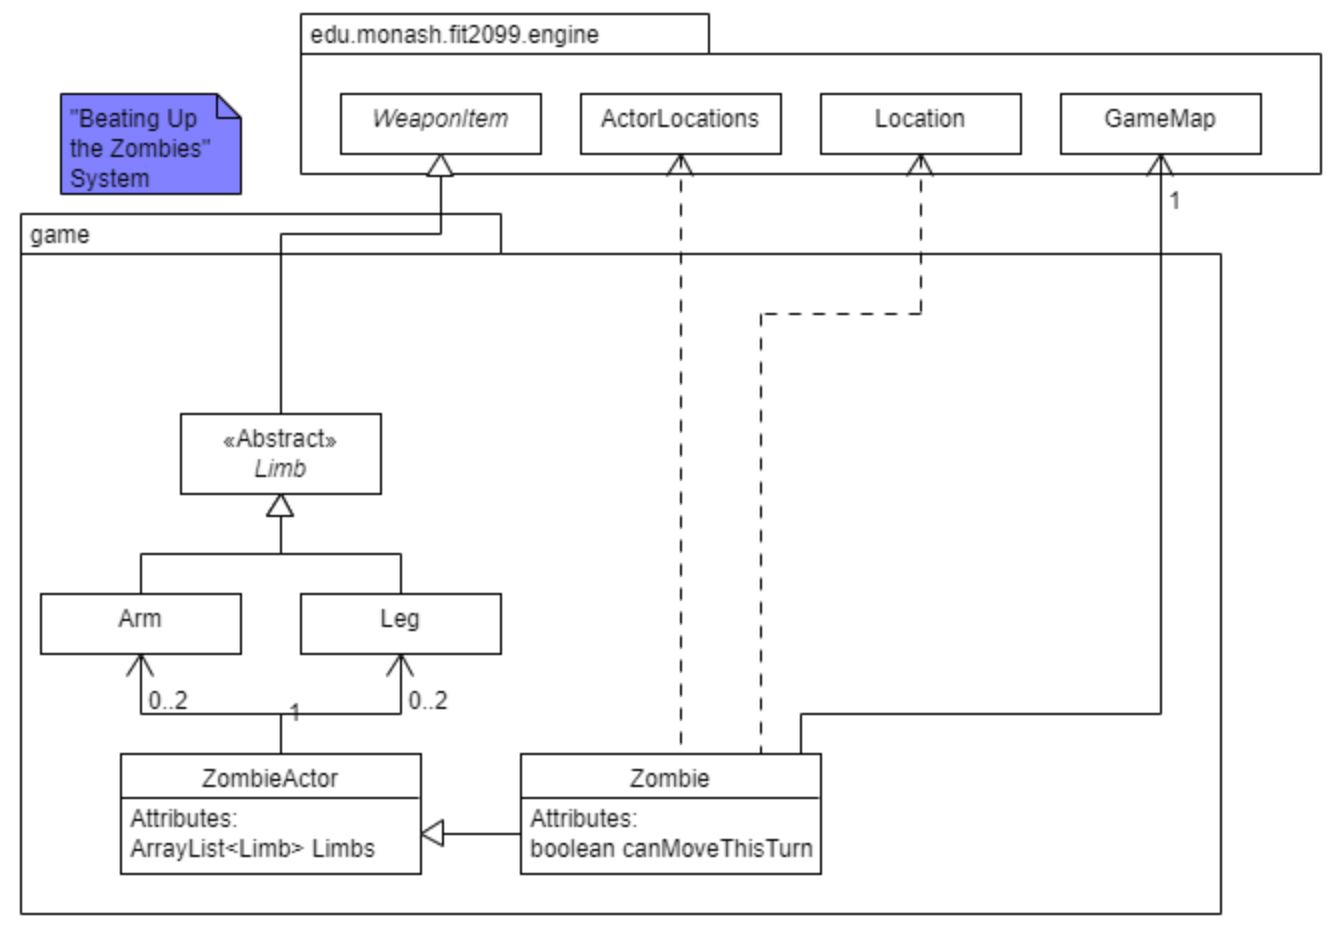 edu.monash.fit2099.engine
"Beating Up
the Zombies"
System
WeaponItem
ActorLocations
Location
GameMap
1
game
«Abstract»
Limb
Arm
Leg
0..2
1
0..2
ZombieActor
Attributes:
ArrayList<Limb> Limbs
Zombie
Attributes:
boolean canMoveThisTurn